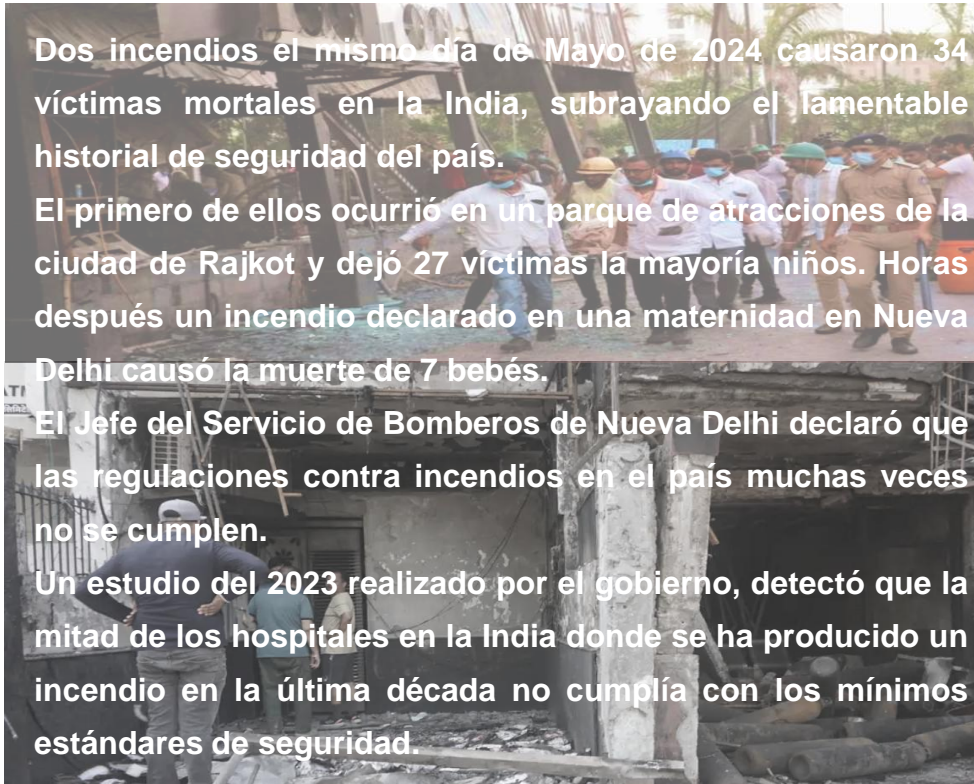 Dos incendios el mismo día de Mayo de 2024 causaron 34
víctimas mortales en la India, subrayando el lamentable
historial de seguridad del país.
El primero de ellos ocurrió en un parque de atracciones de la
ciudad de Rajkot y dejó 27 víctimas la mayoría niños. Horas
después un incendio declarado en una maternidad en Nueva
Delhi causó la muerte de 7 bebés.
El Jefe del Servicio de Bomberos de Nueva Delhi declaró que
las regulaciones contra incendios en el país muchas veces
no se cumplen.
Un estudio del 2023 realizado por el gobierno, detectó que la
mitad de los hospitales en la India donde se ha producido un
incendio en la última década no cumplía con los mínimos
estándares de seguridad.